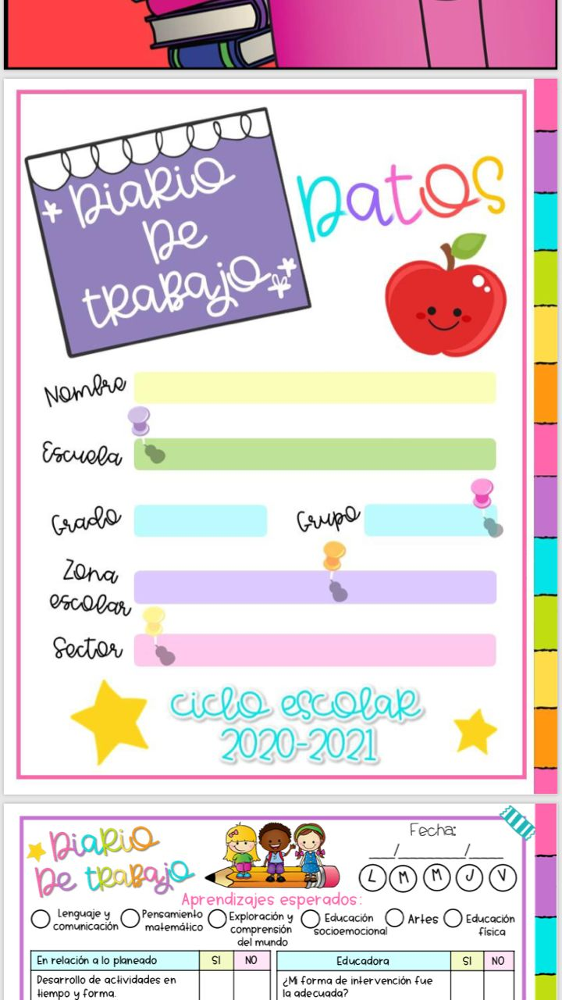 Diario
De
trabajo
Datos
Nombre
Escuela
Grado
Grupo
Zona
escolar
Sector
ciclo escolar
2020-2021
Diario
De trabajo
Fecha:
___/________/____
L M M J V
Aprendizajes esperados:
Lenguaje y
comunicación
Pensamiento
matemático
Exploración y
comprensión
del mundo
Educación
socioemocional
Artes
Educación
física
En relación a lo planeado SI NO
Desarrollo de actividades en
tiempo y forma.
Educadora SI NO
¿Mi forma de intervención fue
la adecuada?